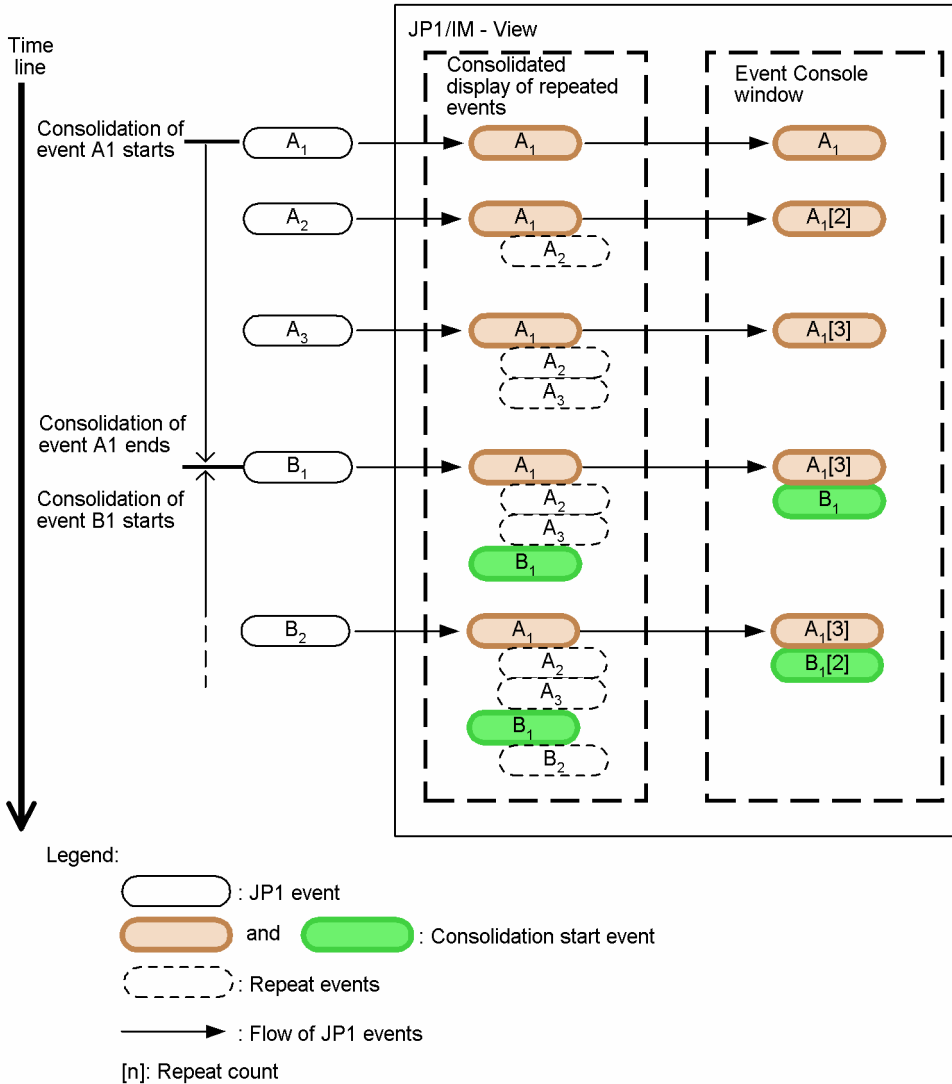 JP1/IM - View
Time
line
Consolidated
display of repeated
events
Event Console
window
Consolidation of
event A1 starts
A1
A1
A1
A2
A1
A2
A1[2]
A3
A1
A2
A3
A1[3]
Consolidation of
event A1 ends
B1
A1
A1[3]
Consolidation of
event B1 starts
A2
A3
B1
B1
B2
A1
A2
A3
B1
B2
A1[3]
B1[2]
Legend:
: JP1 event
and
: Consolidation start event
: Repeat events
: Flow of JP1 events
[n]: Repeat count